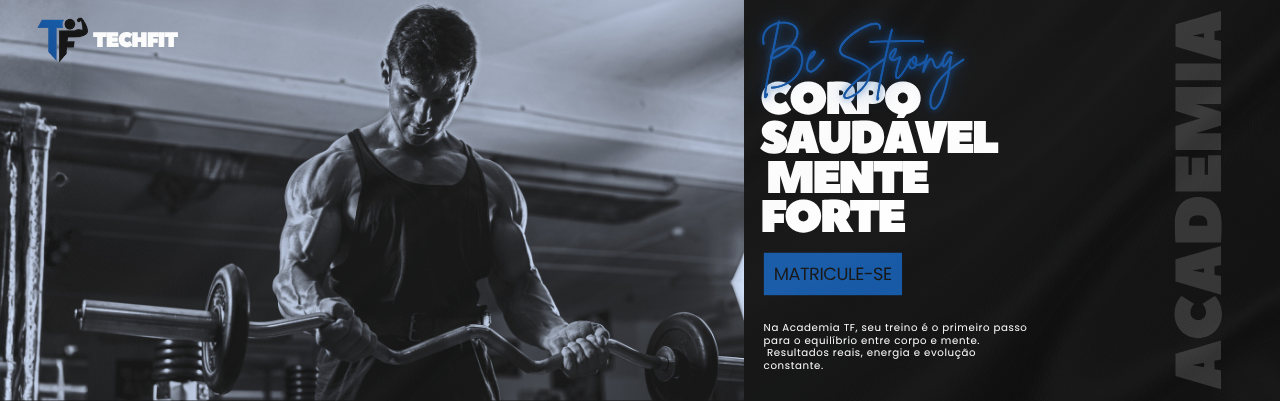 TF TECHFIT
Be Strong
CORPO
SAUDÁVEL
MENTE
FORTE
MATRICULE-SE
Na Academia TF, seu treino é o primeiro passo
para o equilíbrio entre corpo e mente.
Resultados reais, energia e evolução
constante.
ACADEMIA